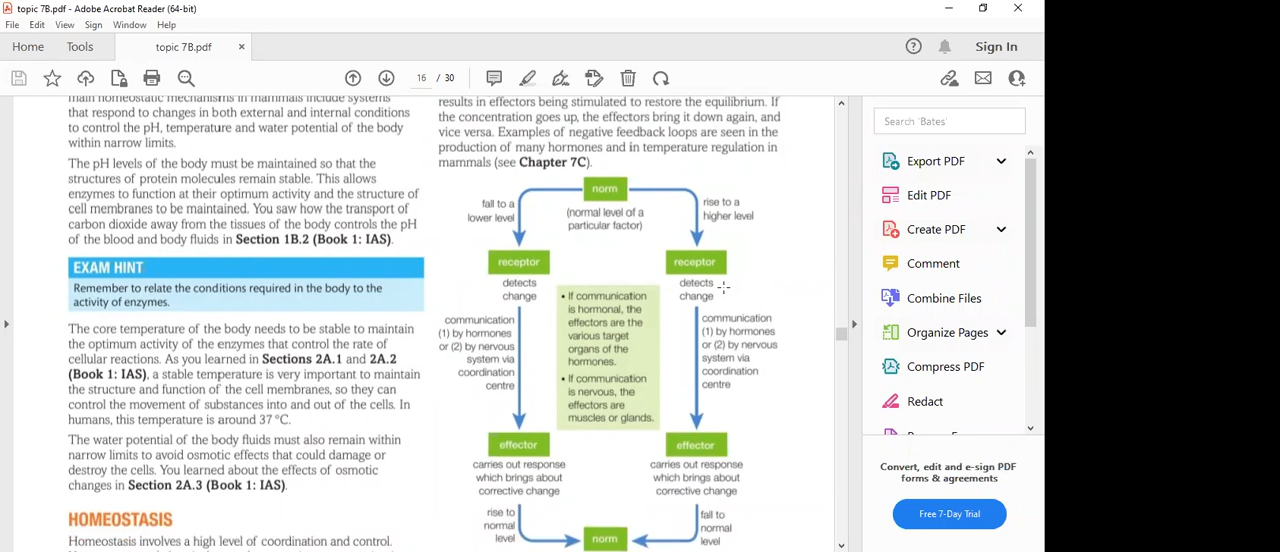 topic 7B.pdf - Adobe Acrobat Reader (64-bit)
File Edit View Sign Window Help
Home Tools topic 7B.pdf × Sign In
16 / 30
main homeostatic mechanisms in mammals include systems
that respond to changes in both external and internal conditions
to control the pH, temperature and water potential of the body
within narrow limits.
The pH levels of the body must be maintained so that the
structures of protein molecules remain stable. This allows
enzymes to function at their optimum activity and the structure of
cell membranes to be maintained. You saw how the transport of
carbon dioxide away from the tissues of the body controls the pH
of the blood and body fluids in Section 1B.2 (Book 1: IAS).
EXAM HINT
Remember to relate the conditions required in the body to the
activity of enzymes.
The core temperature of the body needs to be stable to maintain
the optimum activity of the enzymes that control the rate of
cellular reactions. As you learned in Sections 2A.1 and 2A.2
(Book 1: IAS), a stable temperature is very important to maintain
the structure and function of the cell membranes, so they can
control the movement of substances into and out of the cells. In
humans, this temperature is around 37 °C.
The water potential of the body fluids must also remain within
narrow limits to avoid osmotic effects that could damage or
destroy the cells. You learned about the effects of osmotic
changes in Section 2A.3 (Book 1: IAS).
HOMEOSTASIS
Homeostasis involves a high level of coordination and control.
results in effectors being stimulated to restore the equilibrium. If
the concentration goes up, the effectors bring it down again, and
vice versa. Examples of negative feedback loops are seen in the
production of many hormones and in temperature regulation in
mammals (see Chapter 7C).
norm
(normal level of a
particular factor)
fall to a
lower level
rise to a
higher level
receptor
detects
change
receptor
detects
change
communication
(1) by hormones
or (2) by nervous
system via
coordination
centre
• If communication
is hormonal, the
effectors are the
various target
organs of the
hormones.
• If communication
is nervous, the
effectors are
muscles or glands.
communication
(1) by hormones
or (2) by nervous
system via
coordination
centre
effector
carries out response
which brings about
corrective change
effector
carries out response
which brings about
corrective change
rise to
normal
level
norm
fall to
normal
level
Search 'Bates'
Export PDF
Edit PDF
Create PDF
Comment
Combine Files
Organize Pages
Compress PDF
Redact
Convert, edit and e-sign PDF
forms & agreements
Free 7-Day Trial